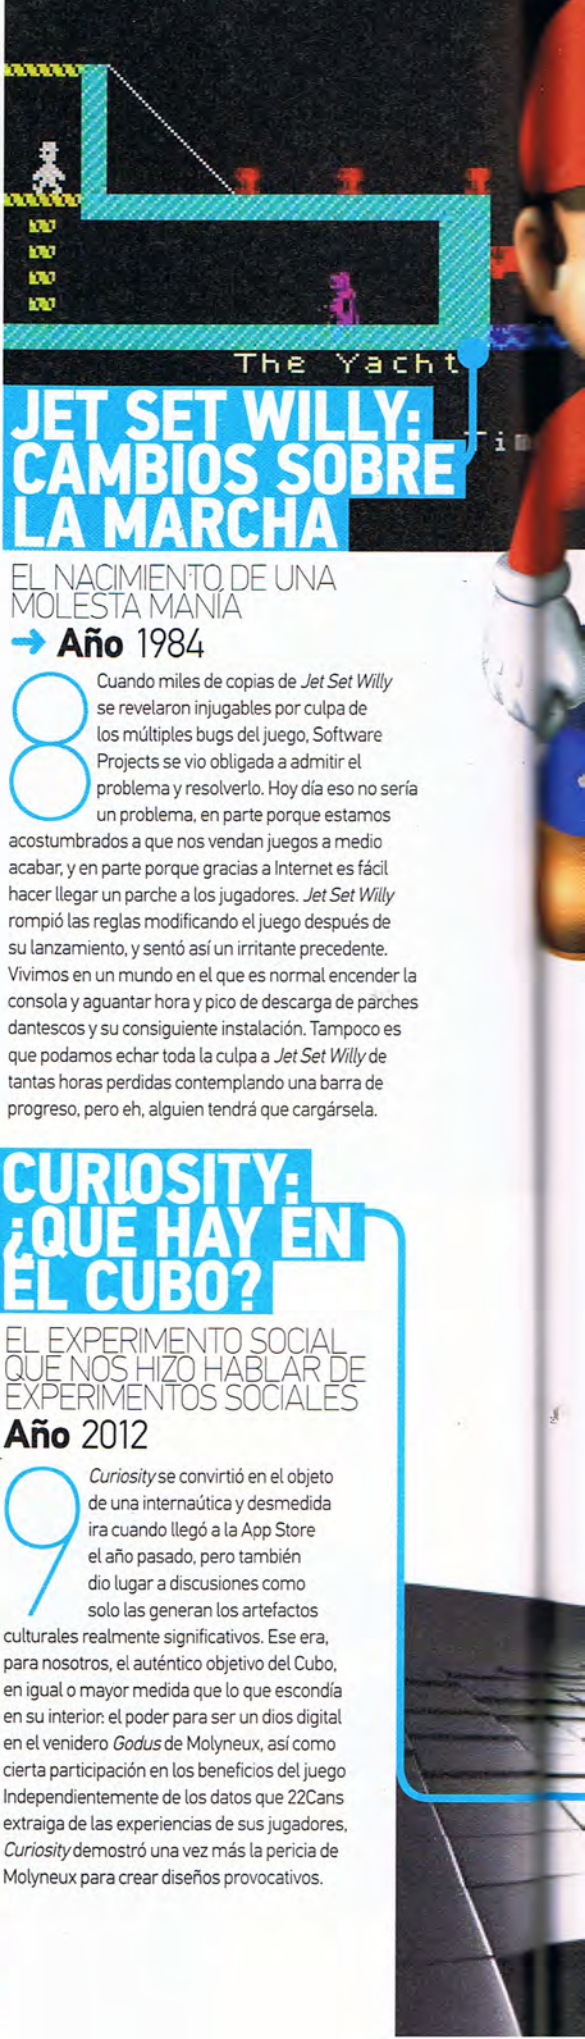 The Yacht
Tim
JET SET WILLY:
CAMBIOS SOBRE
LA MARCHA
EL NACIMIENTO DE UNA
MOLESTA MANÍA
→ Año 1984
8
Cuando miles de copias de Jet Set Willy
se revelaron injugables por culpa de
los múltiples bugs del juego, Software
Projects se vio obligada a admitir el
problema y resolverlo. Hoy día eso no sería
un problema, en parte porque estamos
acostumbrados a que nos vendan juegos a medio
acabar, y en parte porque gracias a Internet es fácil
hacer llegar un parche a los jugadores. Jet Set Willy
rompió las reglas modificando el juego después de
su lanzamiento, y sentó así un irritante precedente.
Vivimos en un mundo en el que es normal encender la
consola y aguantar hora y pico de descarga de parches
dantescos y su consiguiente instalación. Tampoco es
que podamos echar toda la culpa a Jet Set Willy de
tantas horas perdidas contemplando una barra de
progreso, pero eh, alguien tendrá que cargársela.
CURIOSITY:
¿QUÉ HAY EN
EL CUBO?
EL EXPERIMENTO SOCIAL
QUE NOS HIZO HABLAR DE
EXPERIMENTOS SOCIALES
Año 2012
9
Curiosity se convirtió en el objeto
de una internaútica y desmedida
ira cuando llegó a la App Store
el año pasado, pero también
dio lugar a discusiones como
solo las generan los artefactos
culturales realmente significativos. Ese era,
para nosotros, el auténtico objetivo del Cubo,
en igual o mayor medida que lo que escondía
en su interior: el poder para ser un dios digital
en el venidero Godus de Molyneux, así como
cierta participación en los beneficios del juego
Independientemente de los datos que 22Cans
extraiga de las experiencias de sus jugadores,
Curiosity demostró una vez más la pericia de
Molyneux para crear diseños provocativos.